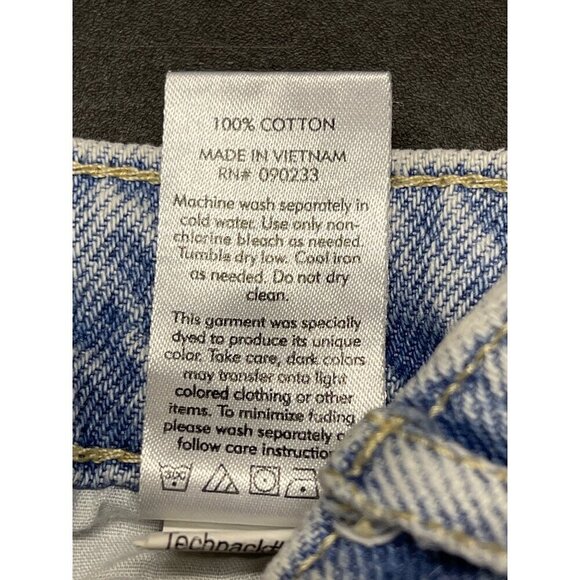 100% COTTON
MADE IN VIETNAM
RN# 090233
Machine wash separately in
cold water. Use only non-
chlorine bleach as needed.
Tumble dry low. Cool iron
as needed. Do not dry
clean.
This garment was specially
dyed to produce its unique
color. Take care, dark colors
may transfer onto light
colored clothing or other
items. To minimize fading,
please wash separately
follow care instruction
Techpack#